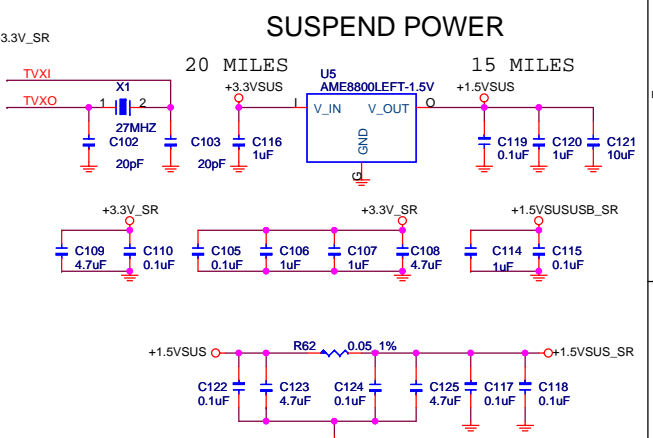 SUSPEND POWER
+3.3V_SR
20 MILES
15 MILES
TVXI
U5
AME8800LEFT-1.5V
X1
+3.3VSUS
+1.5VSUS
TVXO
1
2
I
V_IN
V_OUT
O
27MHZ
C102
20pF
C103
20pF
C116
1uF
GND
G
C119
0.1uF
C120
1uF
C121
10uF
+3.3V_SR
+3.3V_SR
+1.5VSUSUSB_SR
C109
4.7uF
C110
0.1uF
C105
0.1uF
C106
1uF
C107
1uF
C108
4.7uF
C114
1uF
C115
0.1uF
+1.5VSUS
R62
0.05_1%
+1.5VSUS_SR
C122
0.1uF
C123
4.7uF
C124
0.1uF
C125
4.7uF
C117
0.1uF
C118
0.1uF